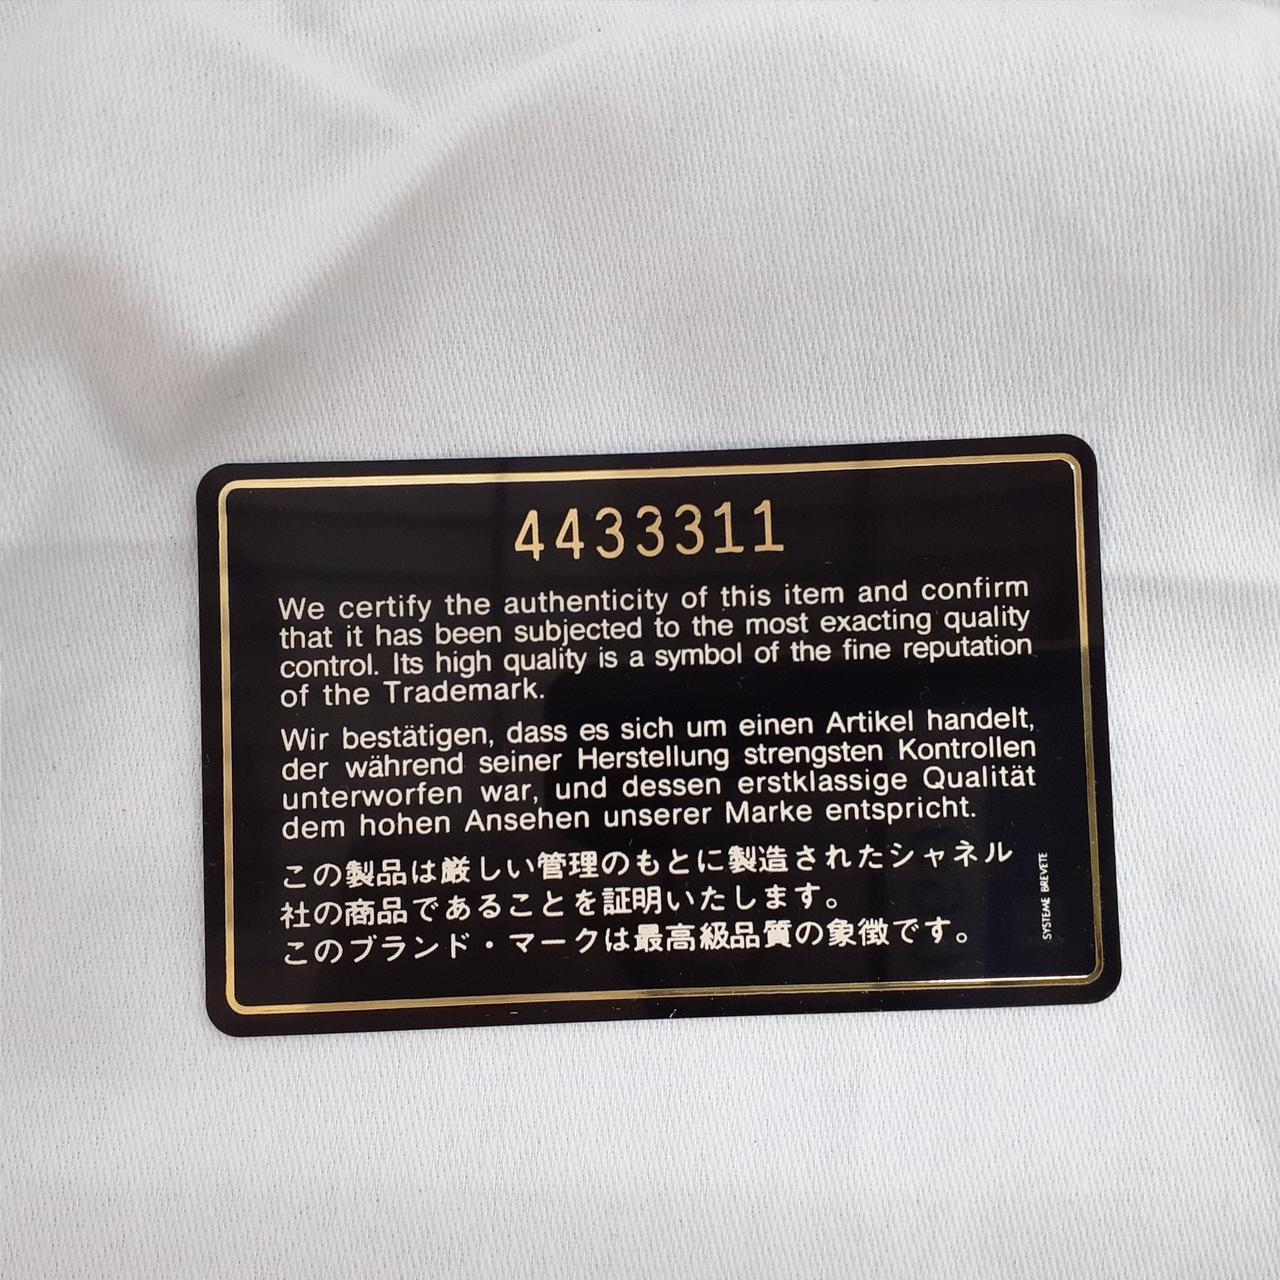 4433311
We certify the authenticity of this item and confirm
that it has been subjected to the most exacting quality
control. Its high quality is a symbol of the fine reputation
of the Trademark.
Wir bestätigen, dass es sich um einen Artikel handelt,
der während seiner Herstellung strengsten Kontrollen
unterworfen war, und dessen erstklassige Qualität
dem hohen Ansehen unserer Marke entspricht.
この製品は厳しい管理のもとに製造されたシャネル
社の商品であることを証明いたします。
このブランド・マークは最高級品質の象徴です。
SYSTEME BREVETE